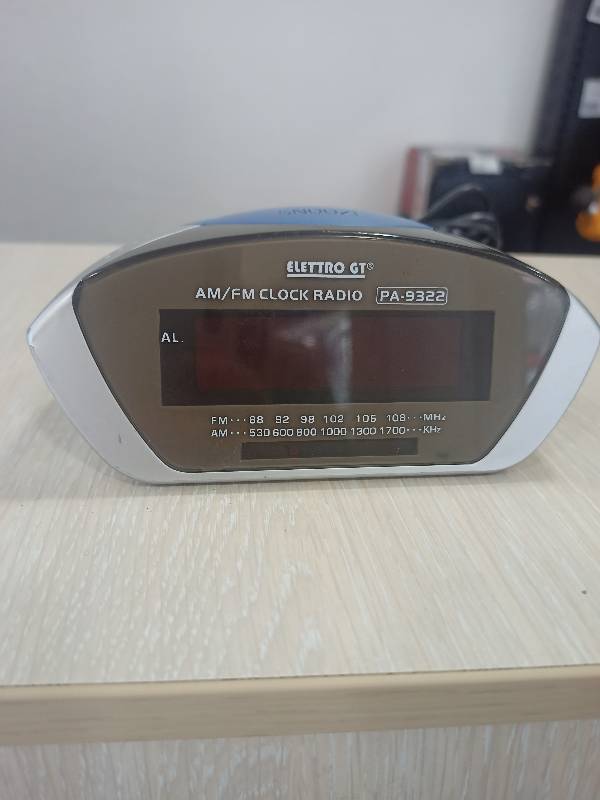 SNOOZE
ELETTRO GT®
AM/FM CLOCK RADIO PA-9322
AL.
FM···88 92 98 102 106 108···MHz
AM···530 600 800 1000 1300 1700···KHz